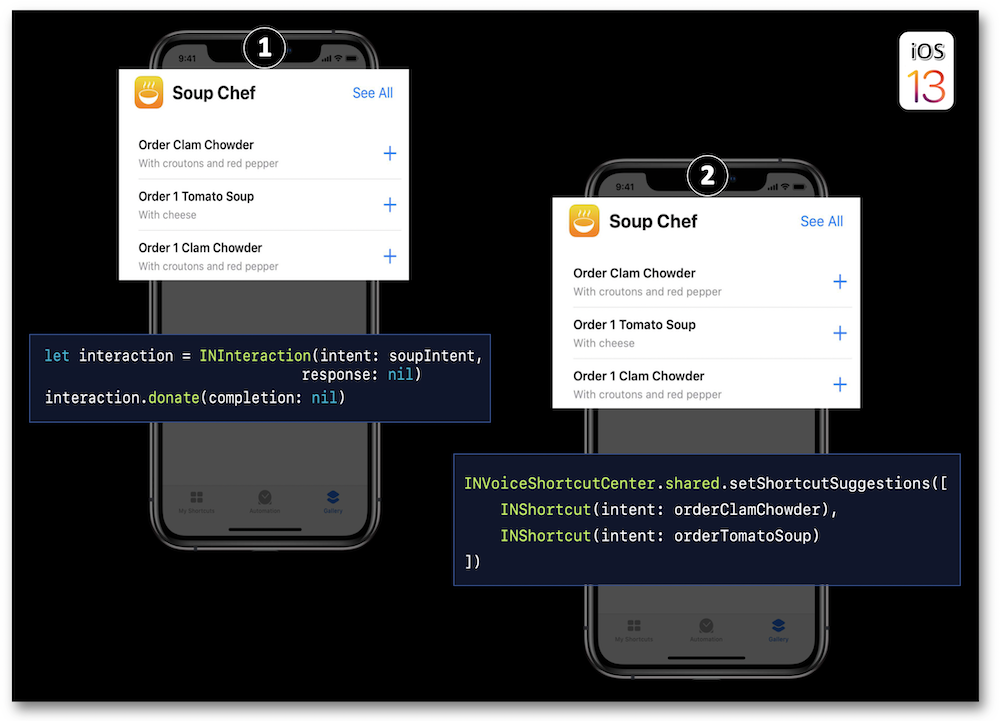 1
9:41
Soup Chef
See All
Order Clam Chowder
With croutons and red pepper
Order 1 Tomato Soup
With cheese
Order 1 Clam Chowder
With croutons and red pepper
let interaction = INInteraction(intent: soupIntent,
response: nil)
interaction.donate(completion: nil)
My Shortcuts
Automation
Gallery
iOS
13
2
9:41
Soup Chef
See All
Order Clam Chowder
With croutons and red pepper
Order 1 Tomato Soup
With cheese
Order 1 Clam Chowder
With croutons and red pepper
INVoiceShortcutCenter.shared.setShortcutSuggestions([
INShortcut(intent: orderClamChowder),
INShortcut(intent: orderTomatoSoup)
])
My Shortcuts
Automation
Gallery